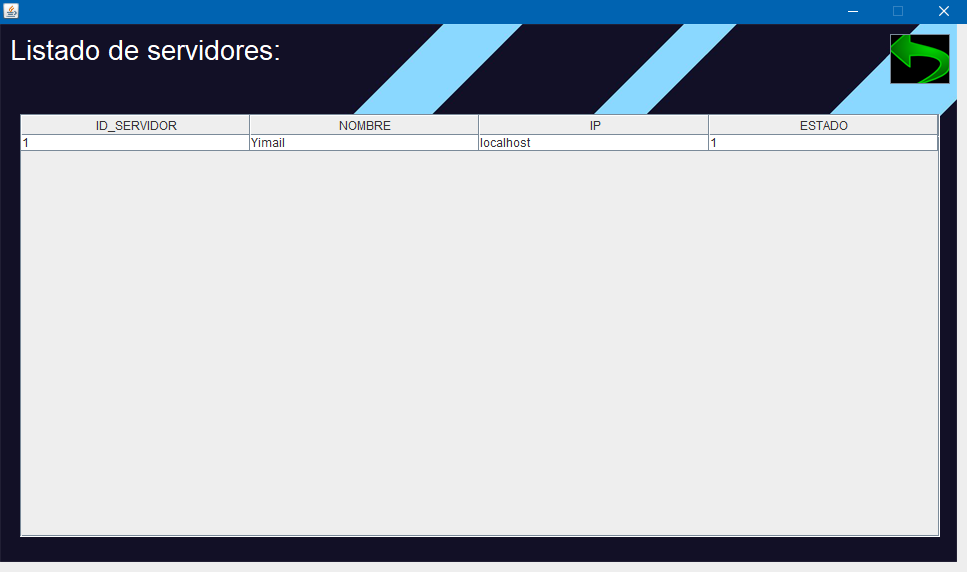 Listado de servidores:
ID_SERVIDOR NOMBRE IP ESTADO
1 Yimail localhost 1